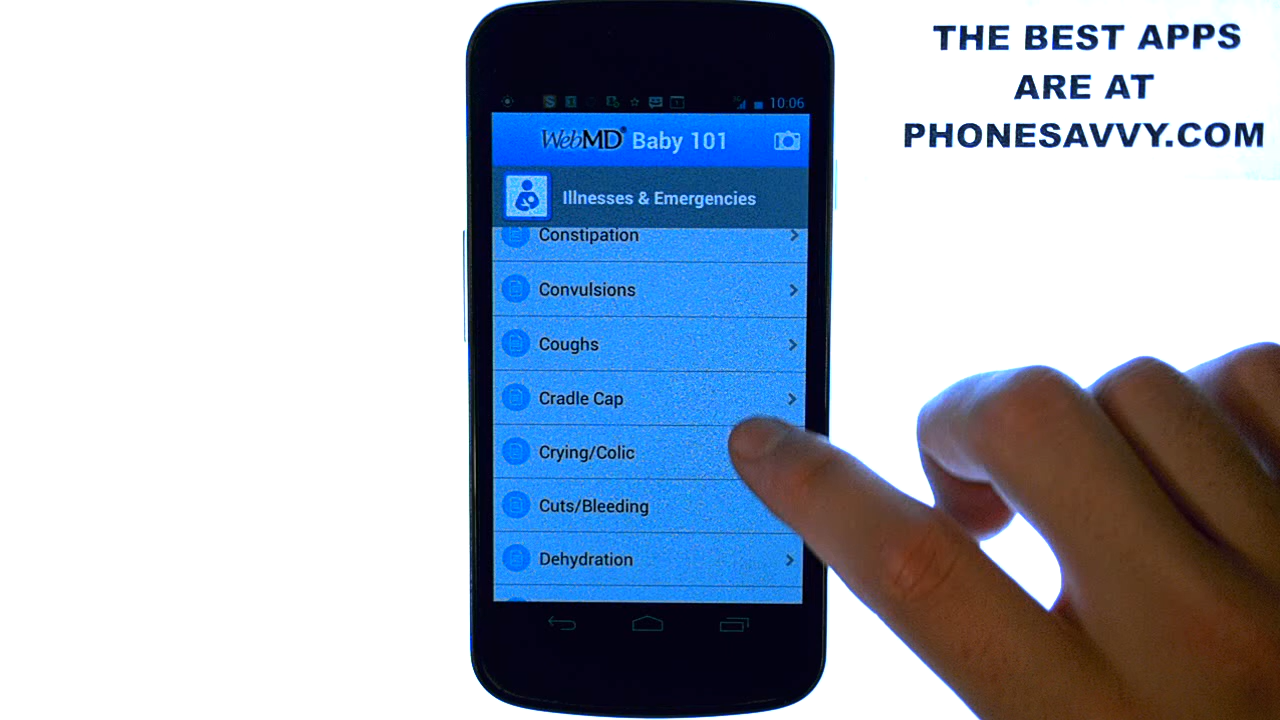 THE BEST APPS
ARE AT
PHONESAVVY.COM
10:06
WebMD® Baby 101
Illnesses & Emergencies
Constipation
Convulsions
Coughs
Cradle Cap
Crying/Colic
Cuts/Bleeding
Dehydration